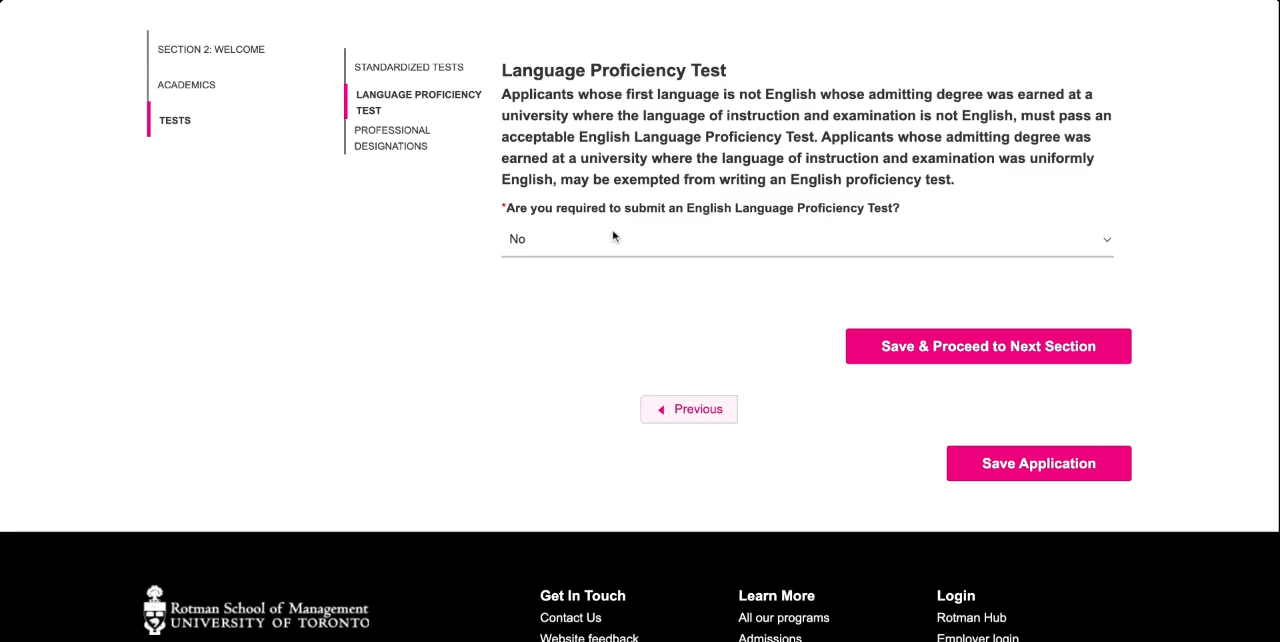 SECTION 2: WELCOME
ACADEMICS
TESTS
STANDARDIZED TESTS
LANGUAGE PROFICIENCY
TEST
PROFESSIONAL
DESIGNATIONS
Language Proficiency Test
Applicants whose first language is not English whose admitting degree was earned at a
university where the language of instruction and examination is not English, must pass an
acceptable English Language Proficiency Test. Applicants whose admitting degree was
earned at a university where the language of instruction and examination was uniformly
English, may be exempted from writing an English proficiency test.
*Are you required to submit an English Language Proficiency Test?
No
Save & Proceed to Next Section
Previous
Save Application
Rotman School of Management
UNIVERSITY OF TORONTO
Get In Touch
Contact Us
Website feedback
Learn More
All our programs
Admissions
Login
Rotman Hub
Employer login